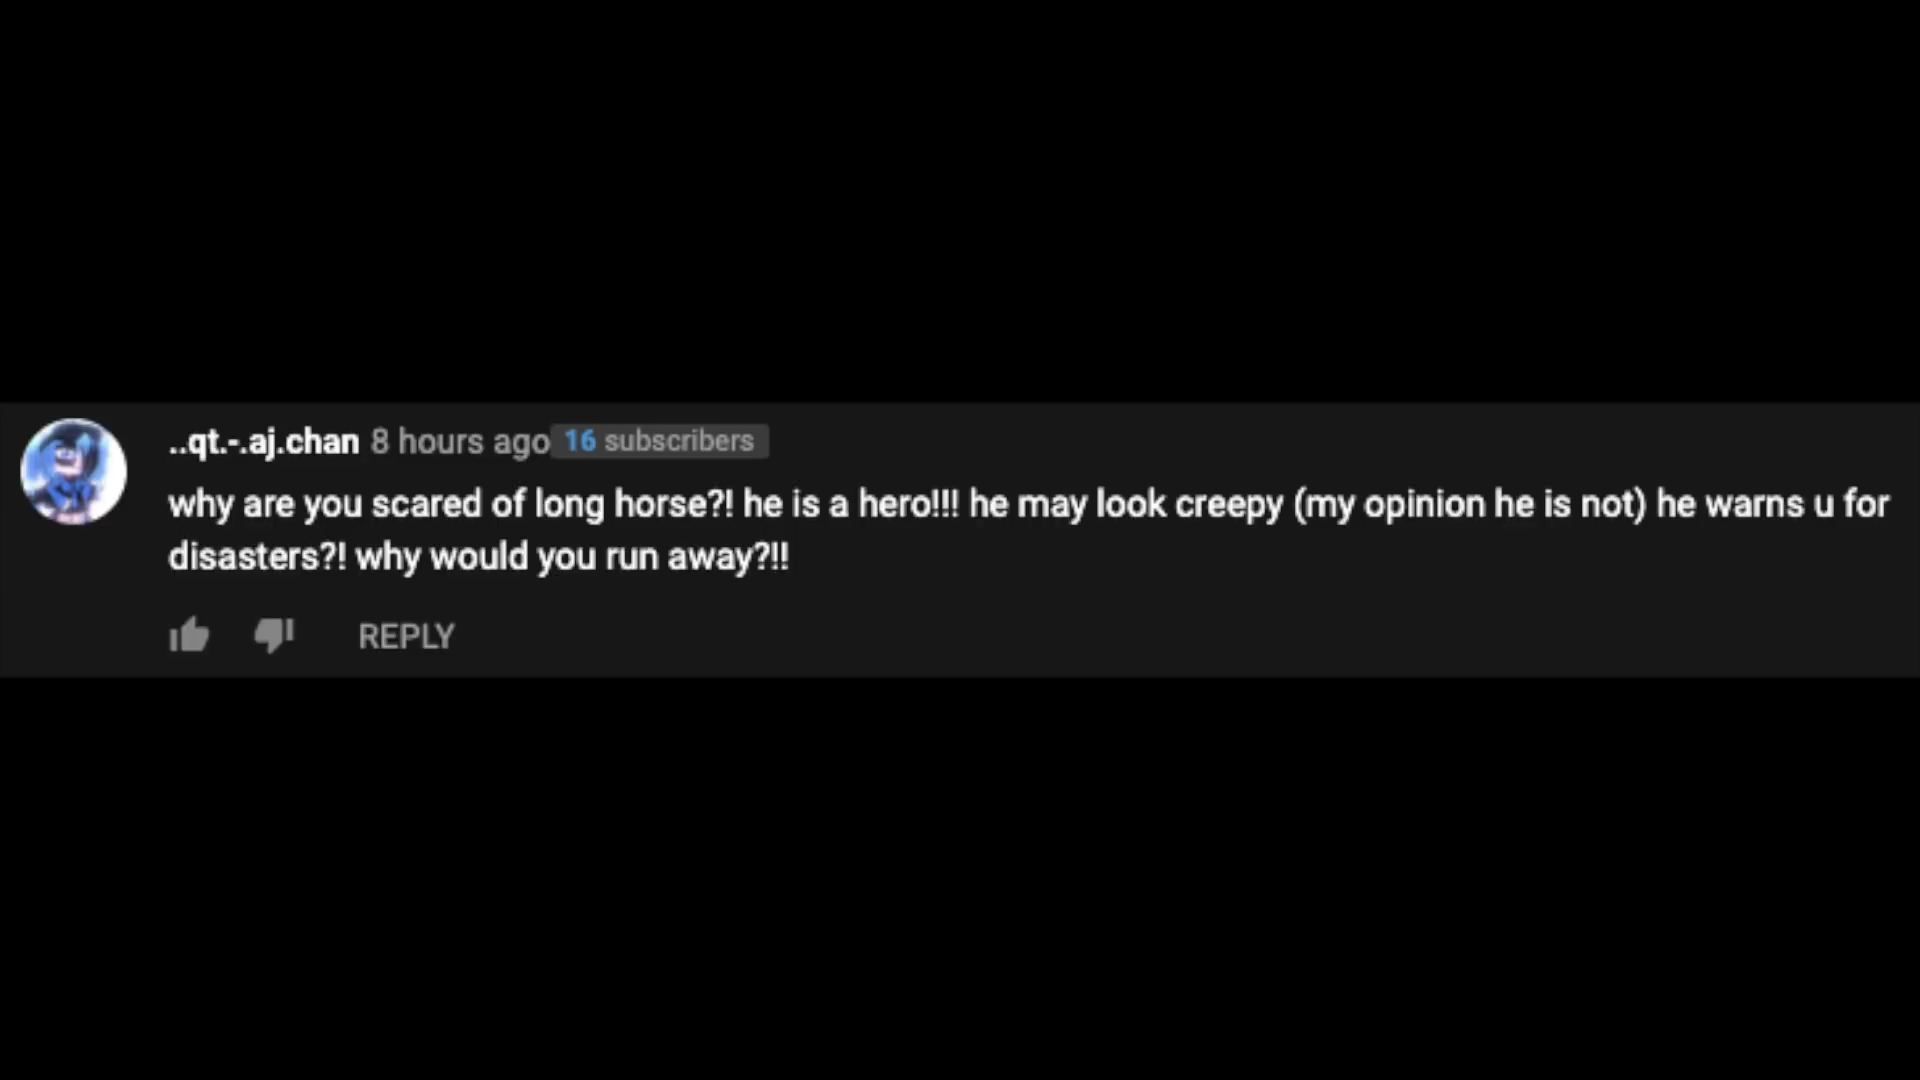 ..qt.-.aj.chan 8 hours ago 16 subscribers
why are you scared of long horse?! he is a hero!!! he may look creepy (my opinion he is not) he warns u for
disasters?! why would you run away?!!
REPLY